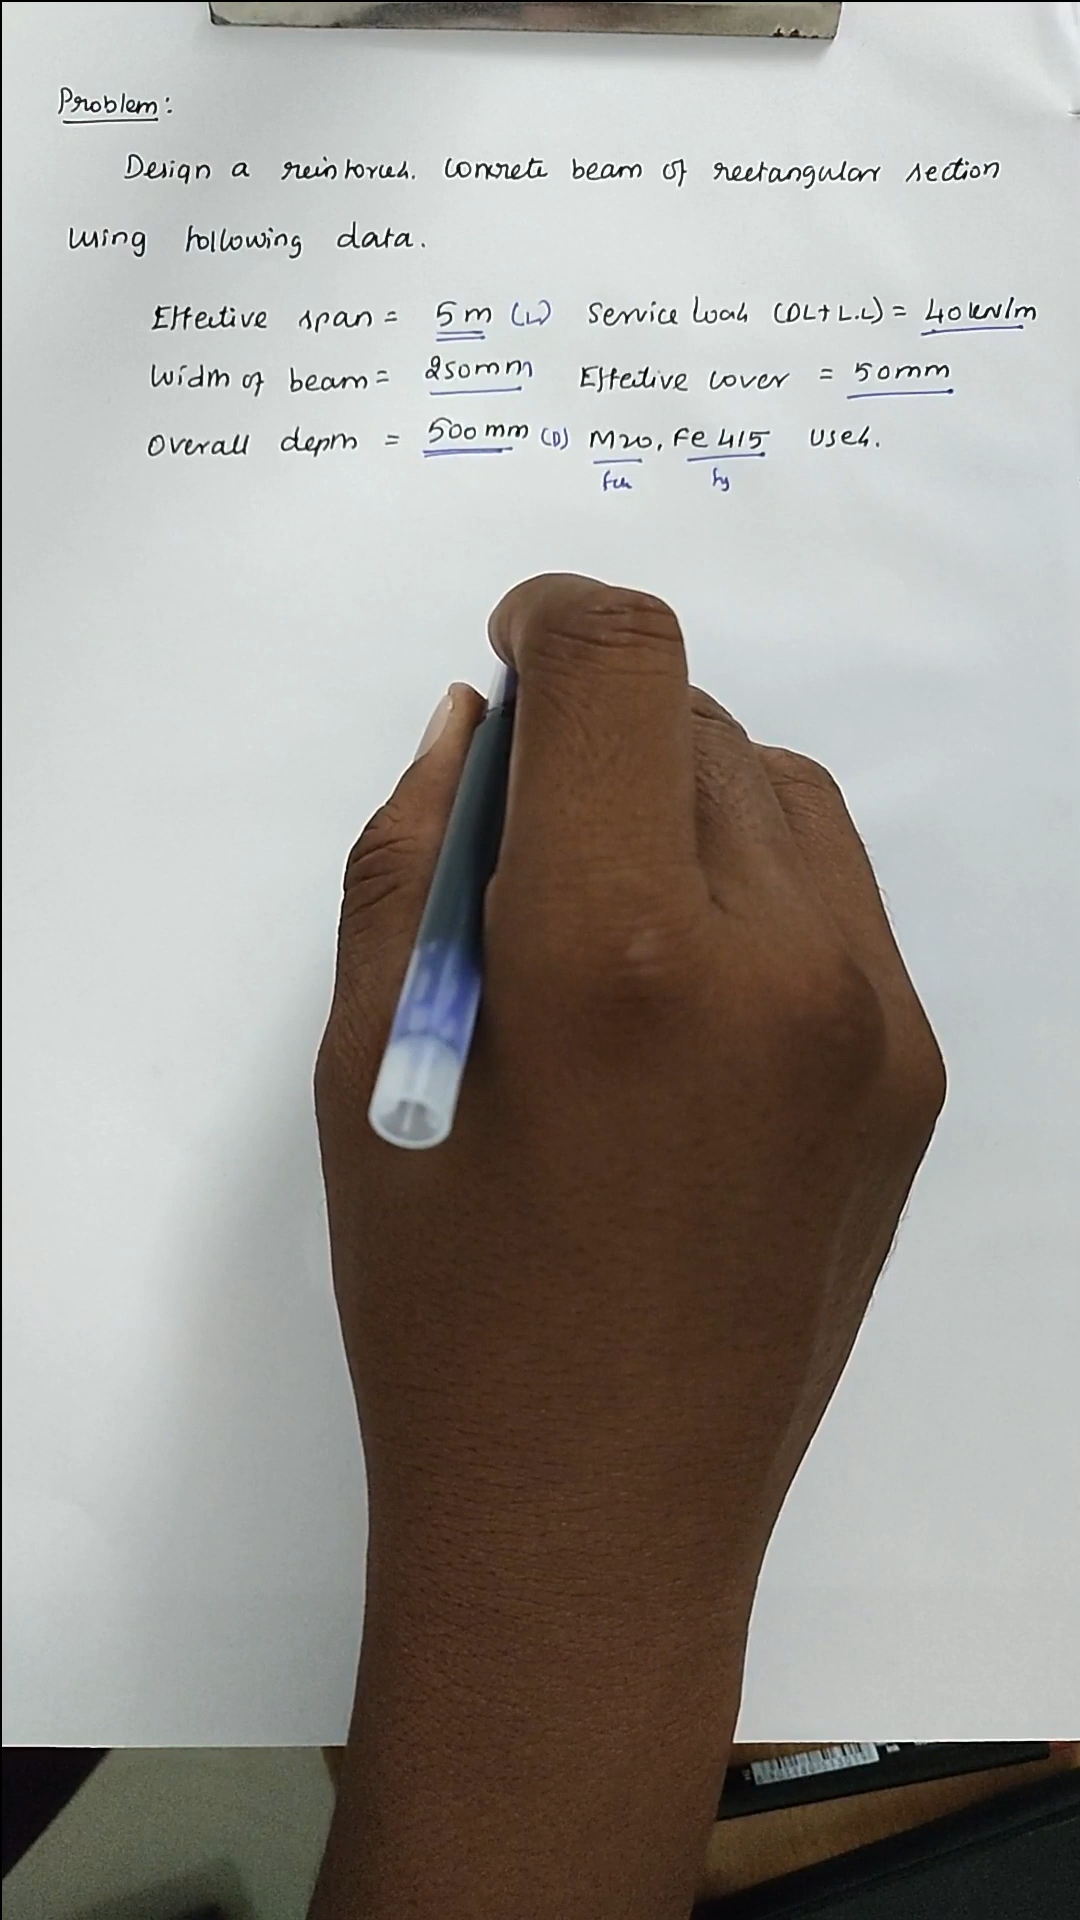 Problem:
Design a reinforced. concrete beam of rectangular section
using following data.
Effective span = 5m (L) Service load (DL+L.L) = 40 kN/m
Width of beam = 250mm Effective cover = 50mm
Overall depth = 500 mm (D) M20, Fe 415 used.
fck fy